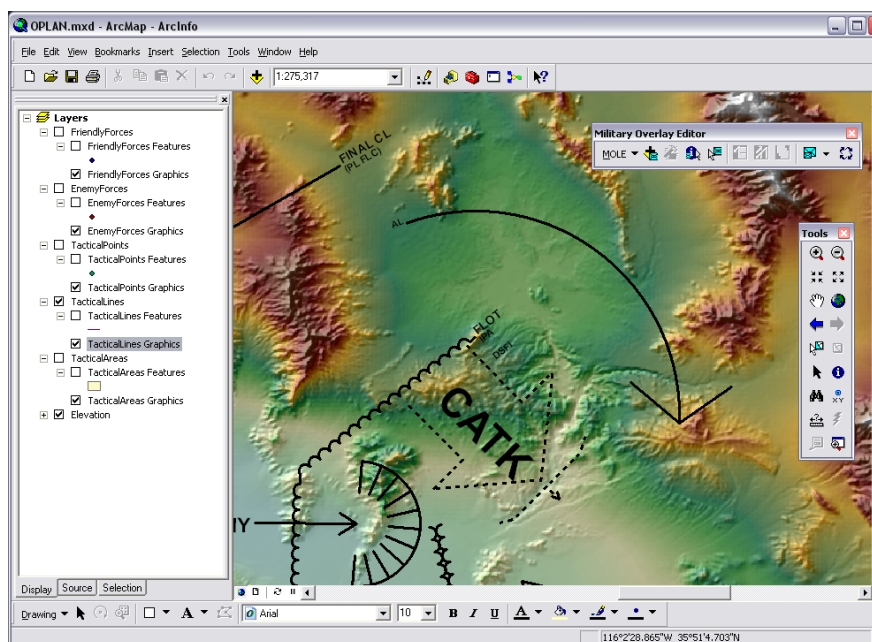 OPLAN.mxd - ArcMap - ArcInfo
File Edit View Bookmarks Insert Selection Tools Window Help
1:275,317
Layers
FriendlyForces
FriendlyForces Features
FriendlyForces Graphics
EnemyForces
EnemyForces Features
EnemyForces Graphics
TacticalPoints
TacticalPoints Features
TacticalPoints Graphics
TacticalLines
TacticalLines Features
TacticalLines Graphics
TacticalAreas
TacticalAreas Features
TacticalAreas Graphics
Elevation
Display Source Selection
FINAL CL
(PL FLC)
AL
FLOT
CATK
IY
Military Overlay Editor
MOLE
Tools
XY
Drawing
A
Arial
10
B I U A
116°2'28.865"W 35°51'4.703"N